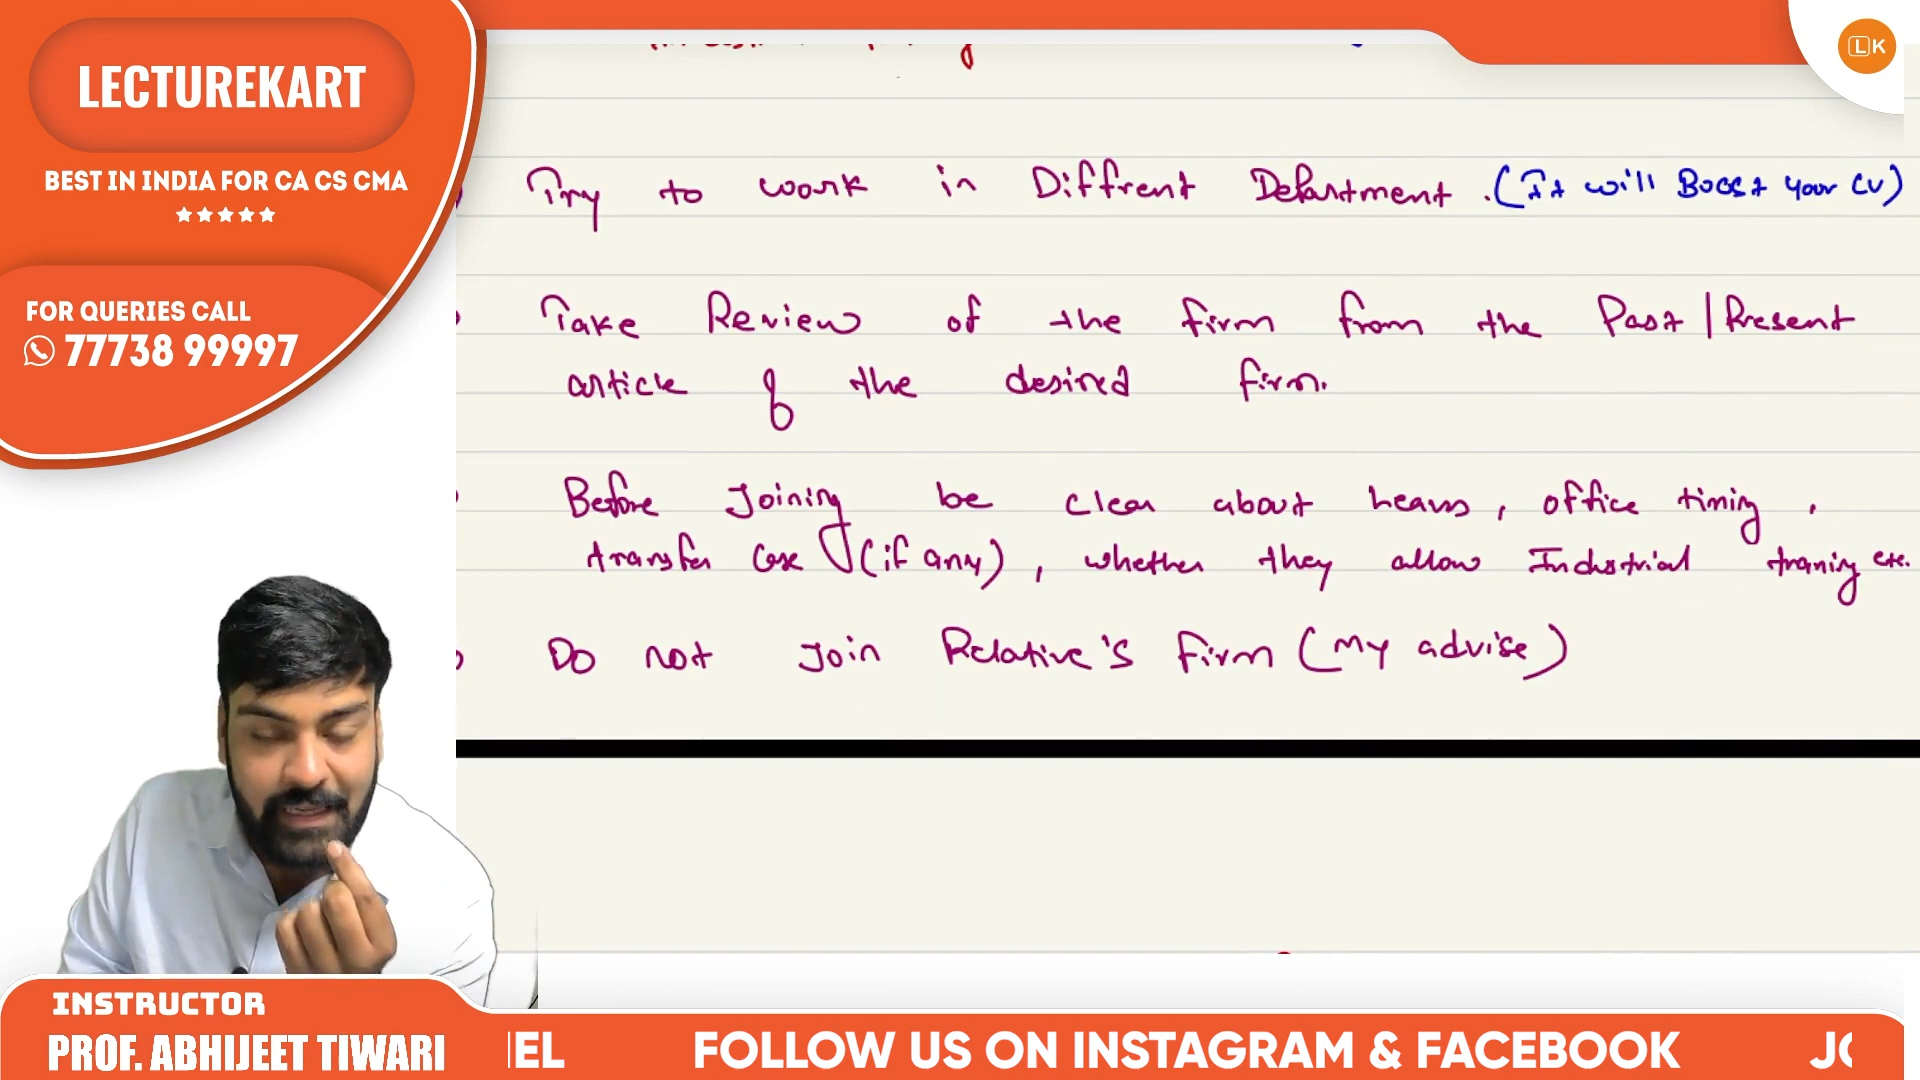 LECTUREKART
BEST IN INDIA FOR CA CS CMA
FOR QUERIES CALL
77738 99997
LK
Try to work in Diffrent Department. (It will Boost your CV)
Take Review of the firm from the Past | Present
article of the desired firm.
Before Joining be clear about leaves, office timing,
transfer case (if any), whether they allow Industrial traning etc.
Do not Join Relative's firm (My advise)
INSTRUCTOR
PROF. ABHIJEET TIWARI
FOLLOW US ON INSTAGRAM & FACEBOOK